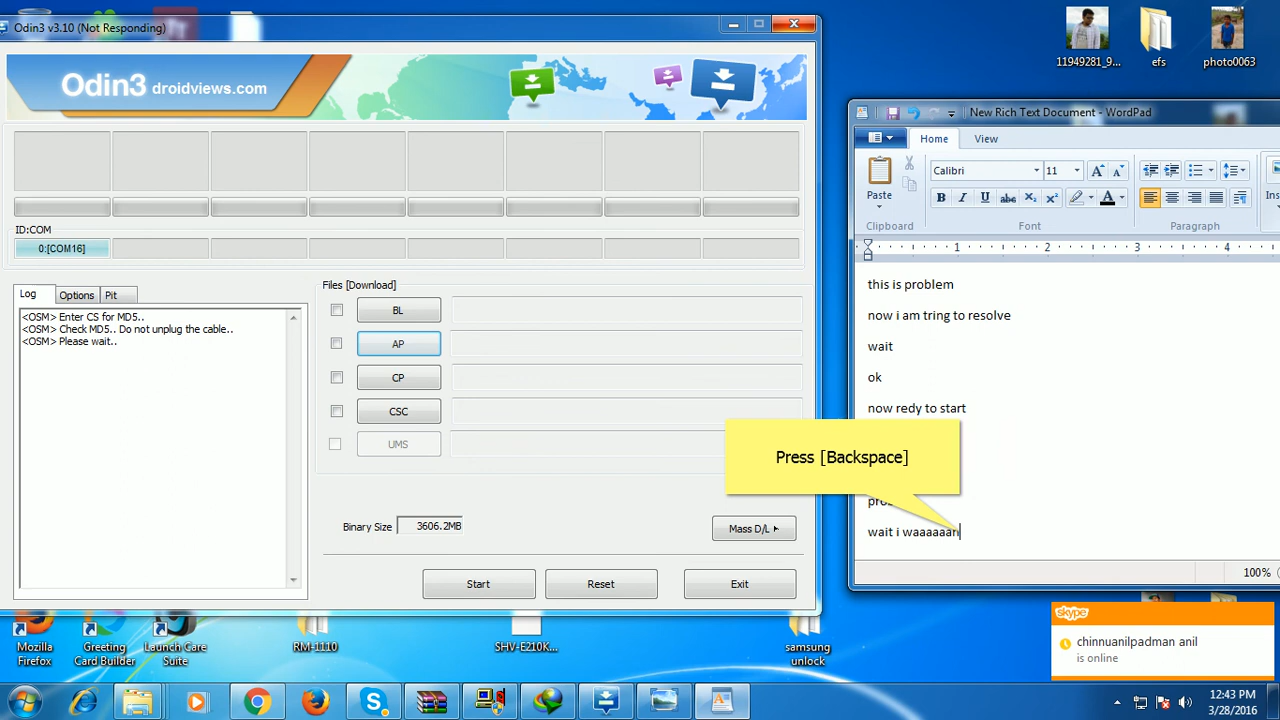 Odin3 v3.10 (Not Responding)
Odin3 droidviews.com
ID:COM
0:[COM16]
Log
Options
Pit
<OSM> Enter CS for MD5..
<OSM> Check MD5.. Do not unplug the cable..
<OSM> Please wait..
Files [Download]
BL
AP
CP
CSC
UMS
Binary Size
3606.2MB
Mass D/L
Start
Reset
Exit
11949281_9...
efs
photo0063
New Rich Text Document - WordPad
Home
View
Paste
Calibri
11
Clipboard
Font
Paragraph
1
2
3
4
this is problem
now i am tring to resolve
wait
ok
now redy to start
Press [Backspace]
wait i waaaaaan
100%
skype
chinnuanilpadman anil
is online
Mozilla
Firefox
Greeting
Card Builder
Launch Care
Suite
RM-1110
SHV-E210K...
samsung
unlock
12:43 PM
3/28/2016